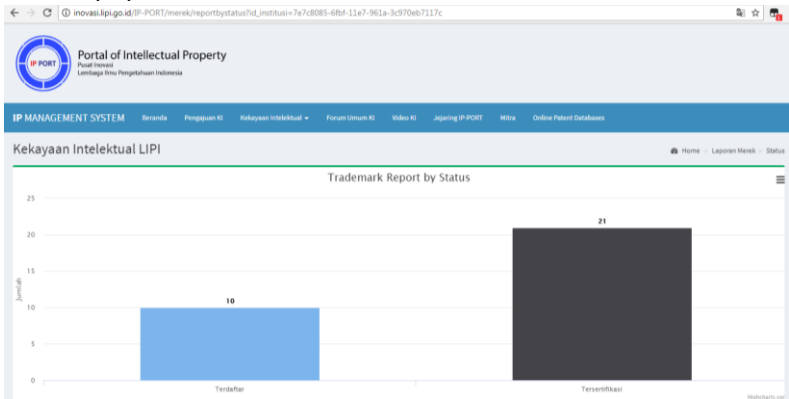 inovasi.lipi.go.id/IP-PORT/merek/reportbystatus?id_institusi=7e7c8085-6fbf-11e7-961a-3c970eb7117c
IP PORT
Portal of Intellectual Property
Pusat Inovasi
Lembaga Ilmu Pengetahuan Indonesia
IP MANAGEMENT SYSTEM Beranda Pengajuan KI Kekayaan Intelektual Forum Umum KI Video KI Jejaring IP-PORT Mitra Online Patent Databases
Kekayaan Intelektual LIPI
Home > Laporan Merek > Status
Trademark Report by Status
25
20
15
10
5
0
Jumlah
10
21
Terdaftar
Tersertifikasi
Highcharts.com